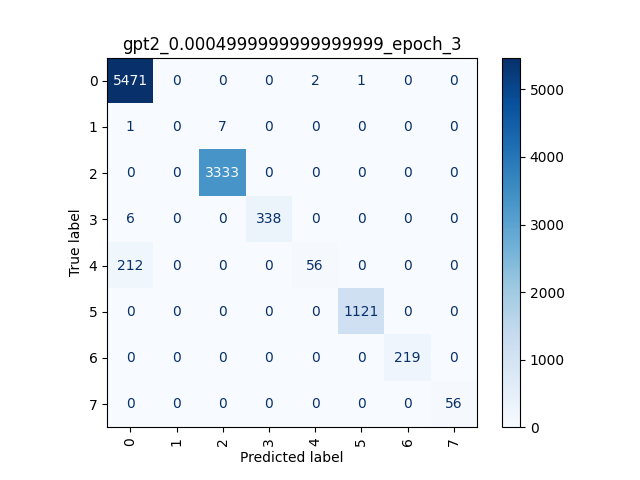 gpt2_0.0004999999999999999_epoch_3
True label
0 5471 0 0 0 2 1 0 0
1 1 0 7 0 0 0 0 0
2 0 0 3333 0 0 0 0 0
3 6 0 0 338 0 0 0 0
4 212 0 0 0 56 0 0 0
5 0 0 0 0 0 1121 0 0
6 0 0 0 0 0 0 219 0
7 0 0 0 0 0 0 0 56
0 1 2 3 4 5 6 7
Predicted label
5000
4000
3000
2000
1000
0